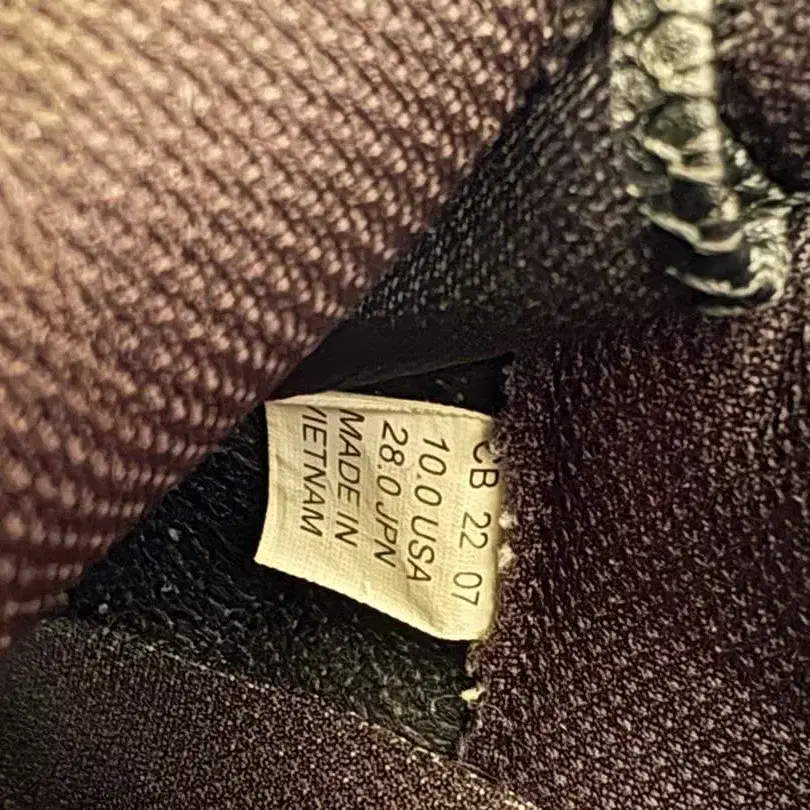 CB 22 07
10.0 USA
28.0 JPN
MADE IN
VIETNAM